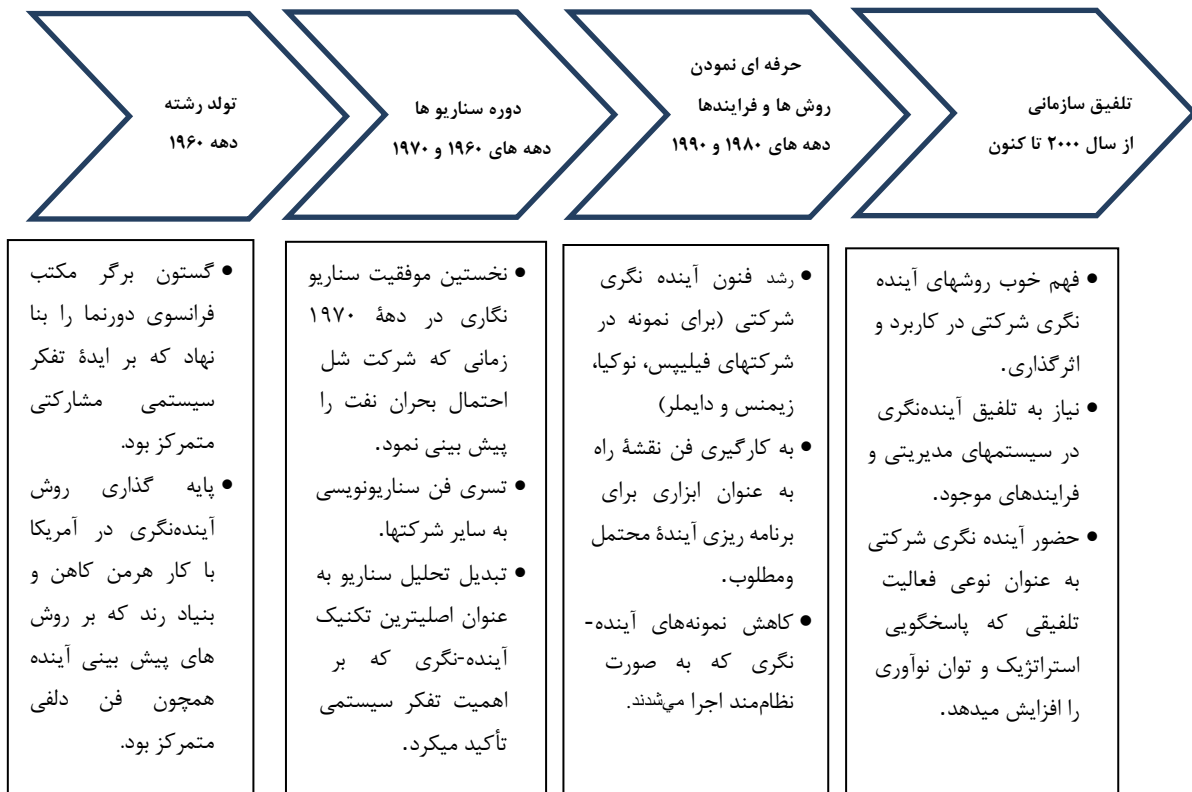 تولد رشته
دهه ۱۹۶۰
دوره سناریو ها
دهه های ۱۹۶۰ و ۱۹۷۰
حرفه ای نمودن
روش ها و فرایندها
دهه های ۱۹۸۰ و ۱۹۹۰
تلفیق سازمانی
از سال ۲۰۰۰ تا کنون
• گستون برگر مکتب
فرانسوی دورنما را بنا
نهاد که بر ایدۀ تفکر
سیستمی مشارکتی
متمرکز بود.
• پایه گذاری روش
آینده‌نگری در آمریکا
با کار هرمن کاهن و
بنیاد رند که بر روش
های پیش بینی آینده
همچون فن دلفی
متمرکز بود.
• نخستین موفقیت سناریو
نگاری در دهۀ ۱۹۷۰
زمانی که شرکت شل
احتمال بحران نفت را
پیش بینی نمود.
• تسری فن سناریونویسی
به سایر شرکتها.
• تبدیل تحلیل سناریو به
عنوان اصلیترین تکنیک
آینده-نگری که بر
اهمیت تفکر سیستمی
تأکید میکرد.
• رشد فنون آینده نگری
شرکتی (برای نمونه در
شرکتهای فیلیپس، نوکیا،
زیمنس و دایملر)
• به کارگیری فن نقشۀ راه
به عنوان ابزاری برای
برنامه ریزی آیندۀ محتمل
ومطلوب.
• کاهش نمونه‌های آینده-
نگری که به صورت
نظام‌مند اجرا می‌شدند.
• فهم خوب روشهای آینده
نگری شرکتی در کاربرد و
اثرگذاری.
• نیاز به تلفیق آینده‌نگری
در سیستمهای مدیریتی و
فرایندهای موجود.
• حضور آینده نگری شرکتی
به عنوان نوعی فعالیت
تلفیقی که پاسخگویی
استراتژیک و توان نوآوری
را افزایش میدهد.